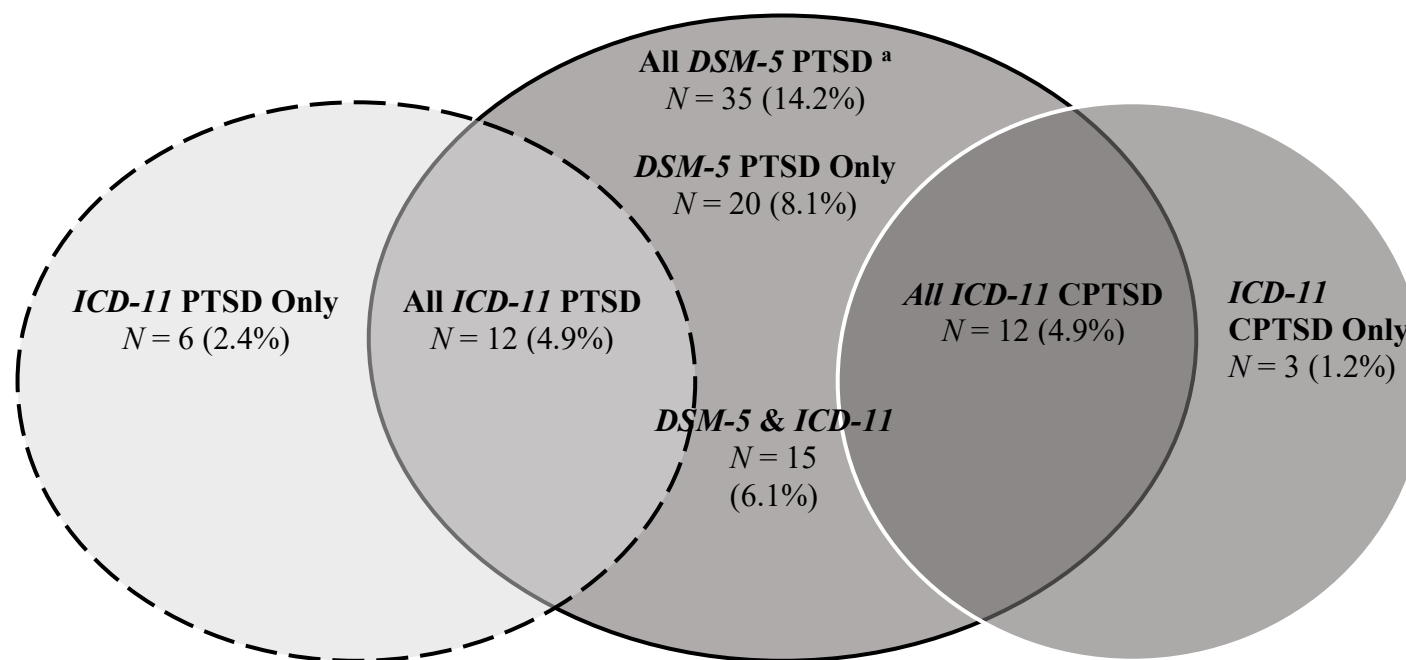 All DSM-5 PTSD ᵃ
N = 35 (14.2%)
DSM-5 PTSD Only
N = 20 (8.1%)
ICD-11 PTSD Only
N = 6 (2.4%)
All ICD-11 PTSD
N = 12 (4.9%)
All ICD-11 CPTSD
N = 12 (4.9%)
ICD-11
CPTSD Only
N = 3 (1.2%)
DSM-5 & ICD-11
N = 15
(6.1%)